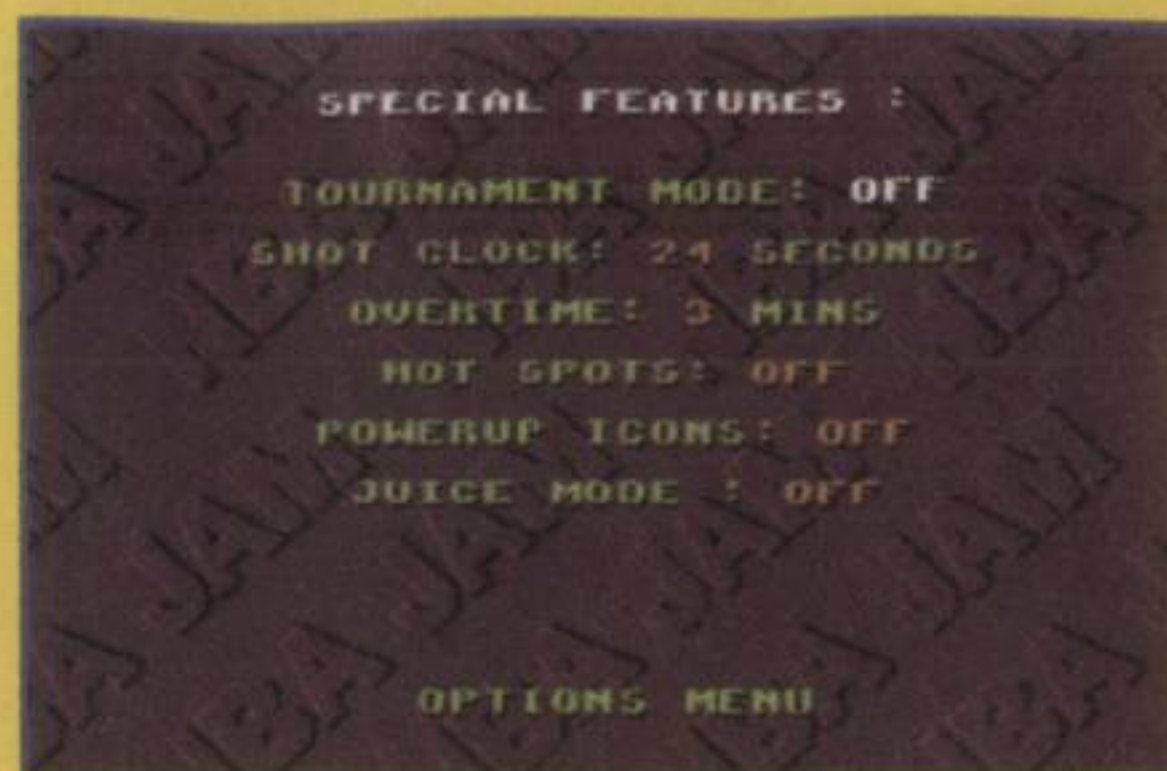 SPECIAL FEATURES :
TOURNAMENT MODE: OFF
SHOT CLOCK: 24 SECONDS
OVERTIME: 3 MINS
HOT SPOTS: OFF
POWERUP ICONS: OFF
JUICE MODE : OFF
OPTIONS MENU